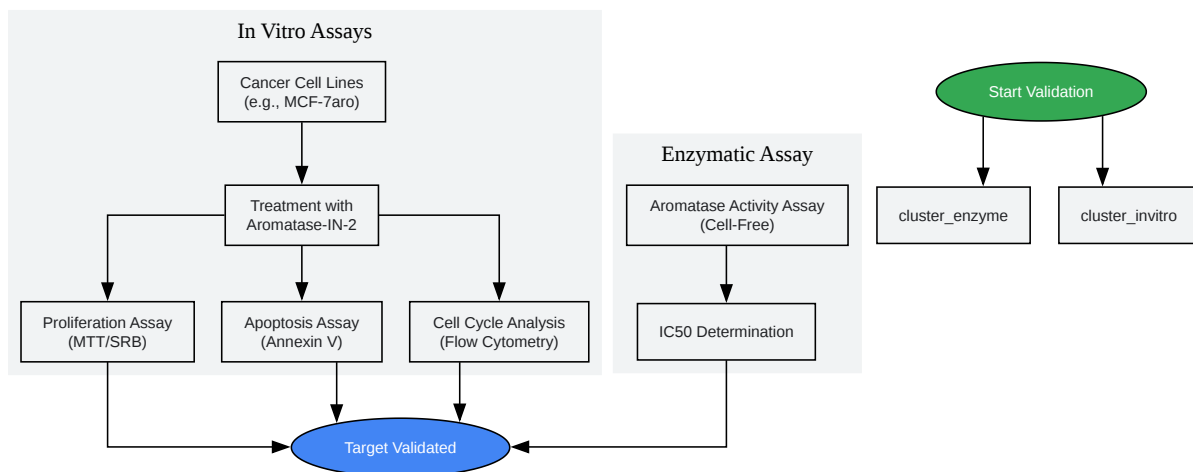 In Vitro Assays
Cancer Cell Lines
(e.g., MCF-7aro)
Treatment with
Aromatase-IN-2
Proliferation Assay
(MTT/SRB)
Apoptosis Assay
(Annexin V)
Cell Cycle Analysis
(Flow Cytometry)
Enzymatic Assay
Aromatase Activity Assay
(Cell-Free)
IC50 Determination
Target Validated
Start Validation
cluster_enzyme
cluster_invitro